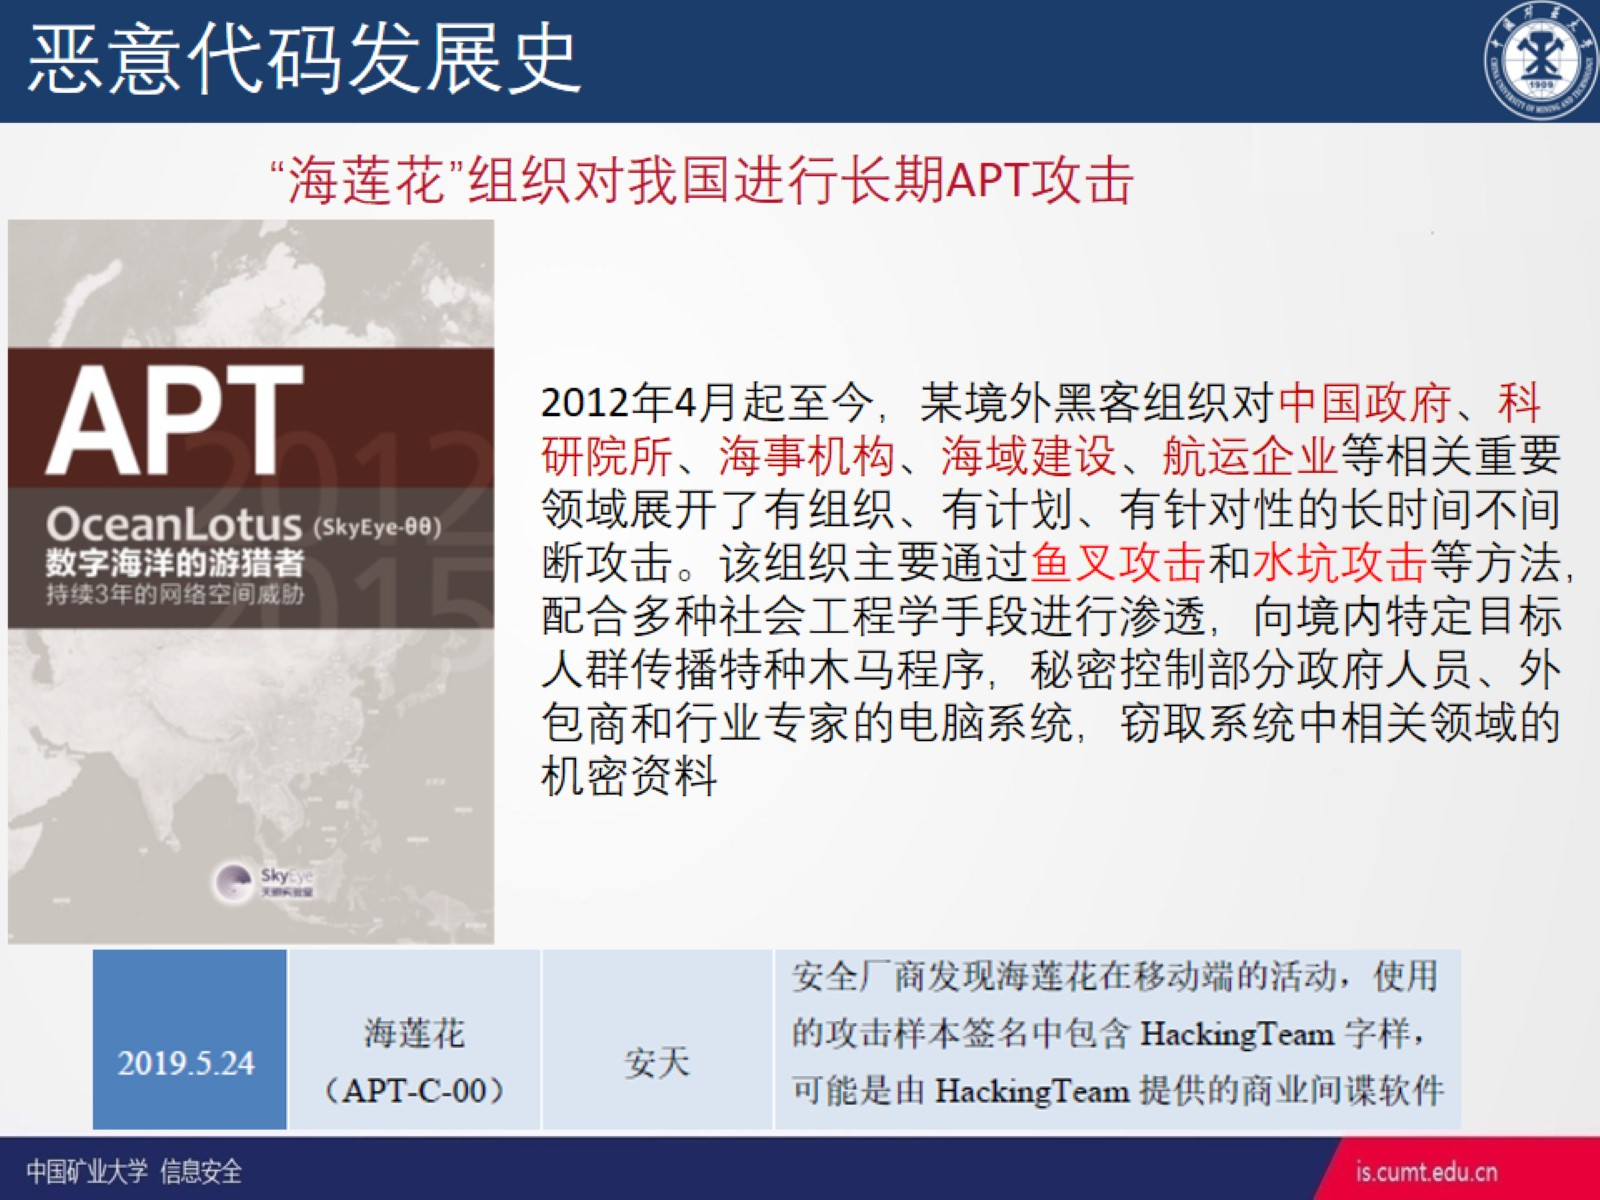 恶意代码发展史
CHINA UNIVERSITY OF MINING AND TECHNOLOGY
1909
“海莲花”组织对我国进行长期APT攻击
APT
2012
OceanLotus (SkyEye-θθ)
数字海洋的游猎者
2015
持续3年的网络空间威胁
SkyEye
天眼实验室
2012年4月起至今，某境外黑客组织对中国政府、科
研院所、海事机构、海域建设、航运企业等相关重要
领域展开了有组织、有计划、有针对性的长时间不间
断攻击。该组织主要通过鱼叉攻击和水坑攻击等方法，
配合多种社会工程学手段进行渗透，向境内特定目标
人群传播特种木马程序，秘密控制部分政府人员、外
包商和行业专家的电脑系统，窃取系统中相关领域的
机密资料
2019.5.24
海莲花
（APT-C-00）
安天
安全厂商发现海莲花在移动端的活动，使用
的攻击样本签名中包含 HackingTeam 字样，
可能是由 HackingTeam 提供的商业间谍软件
中国矿业大学 信息安全
is.cumt.edu.cn